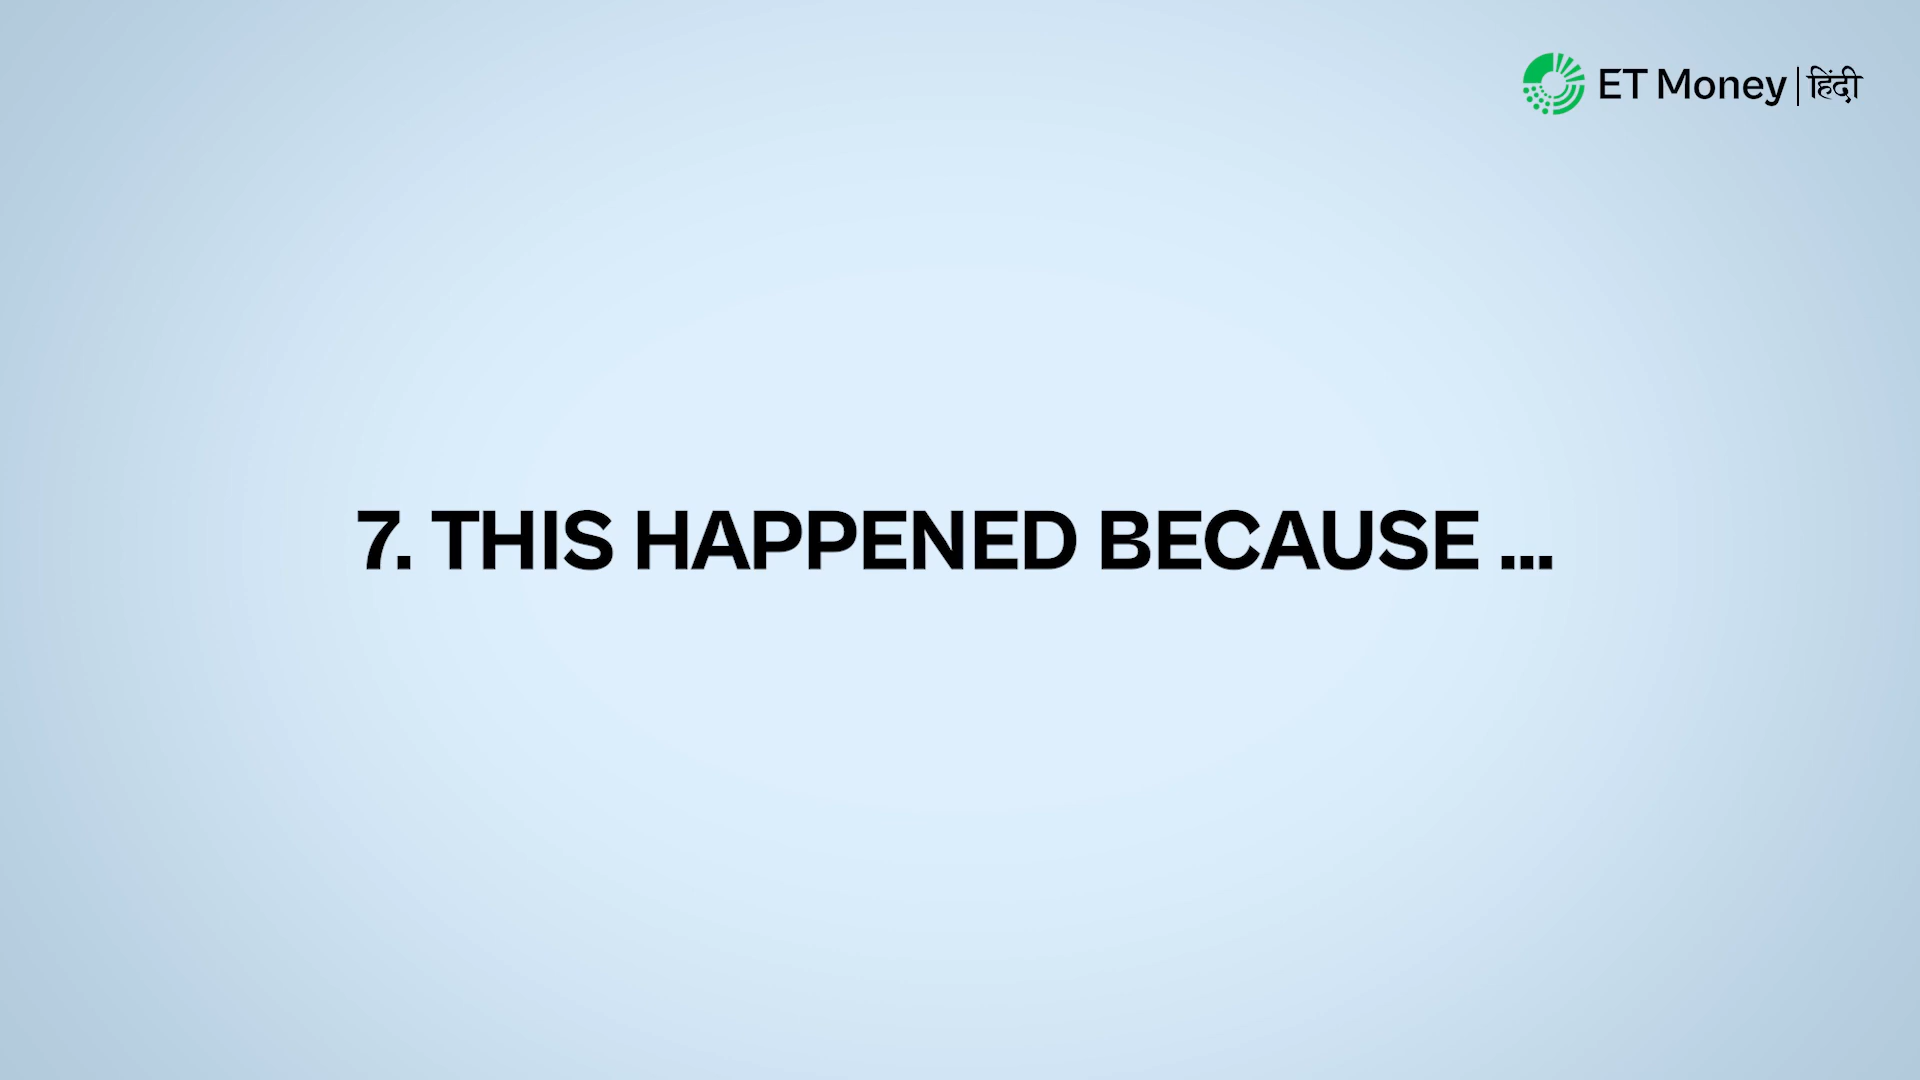 ET Money | हिंदी
7. THIS HAPPENED BECAUSE ...